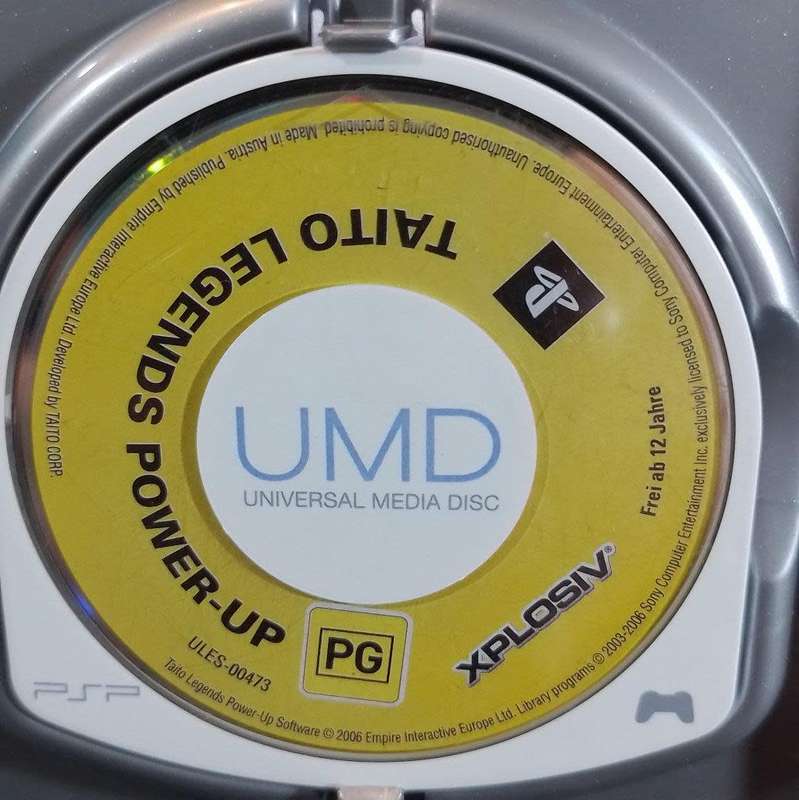 TAITO LEGENDS POWER-UP
UMD
UNIVERSAL MEDIA DISC
Frei ab 12 Jahre
XPLOSIV®
PG
ULES-00473
PSP
Taito Legends Power-Up Software © 2006 Empire Interactive Europe Ltd. Library programs © 2003-2006 Sony Computer Entertainment Inc. exclusively licensed to Sony Computer Entertainment Europe. Unauthorised copying is prohibited. Made in Austria. Published by Empire Interactive Europe Ltd. Developed by TAITO CORP.